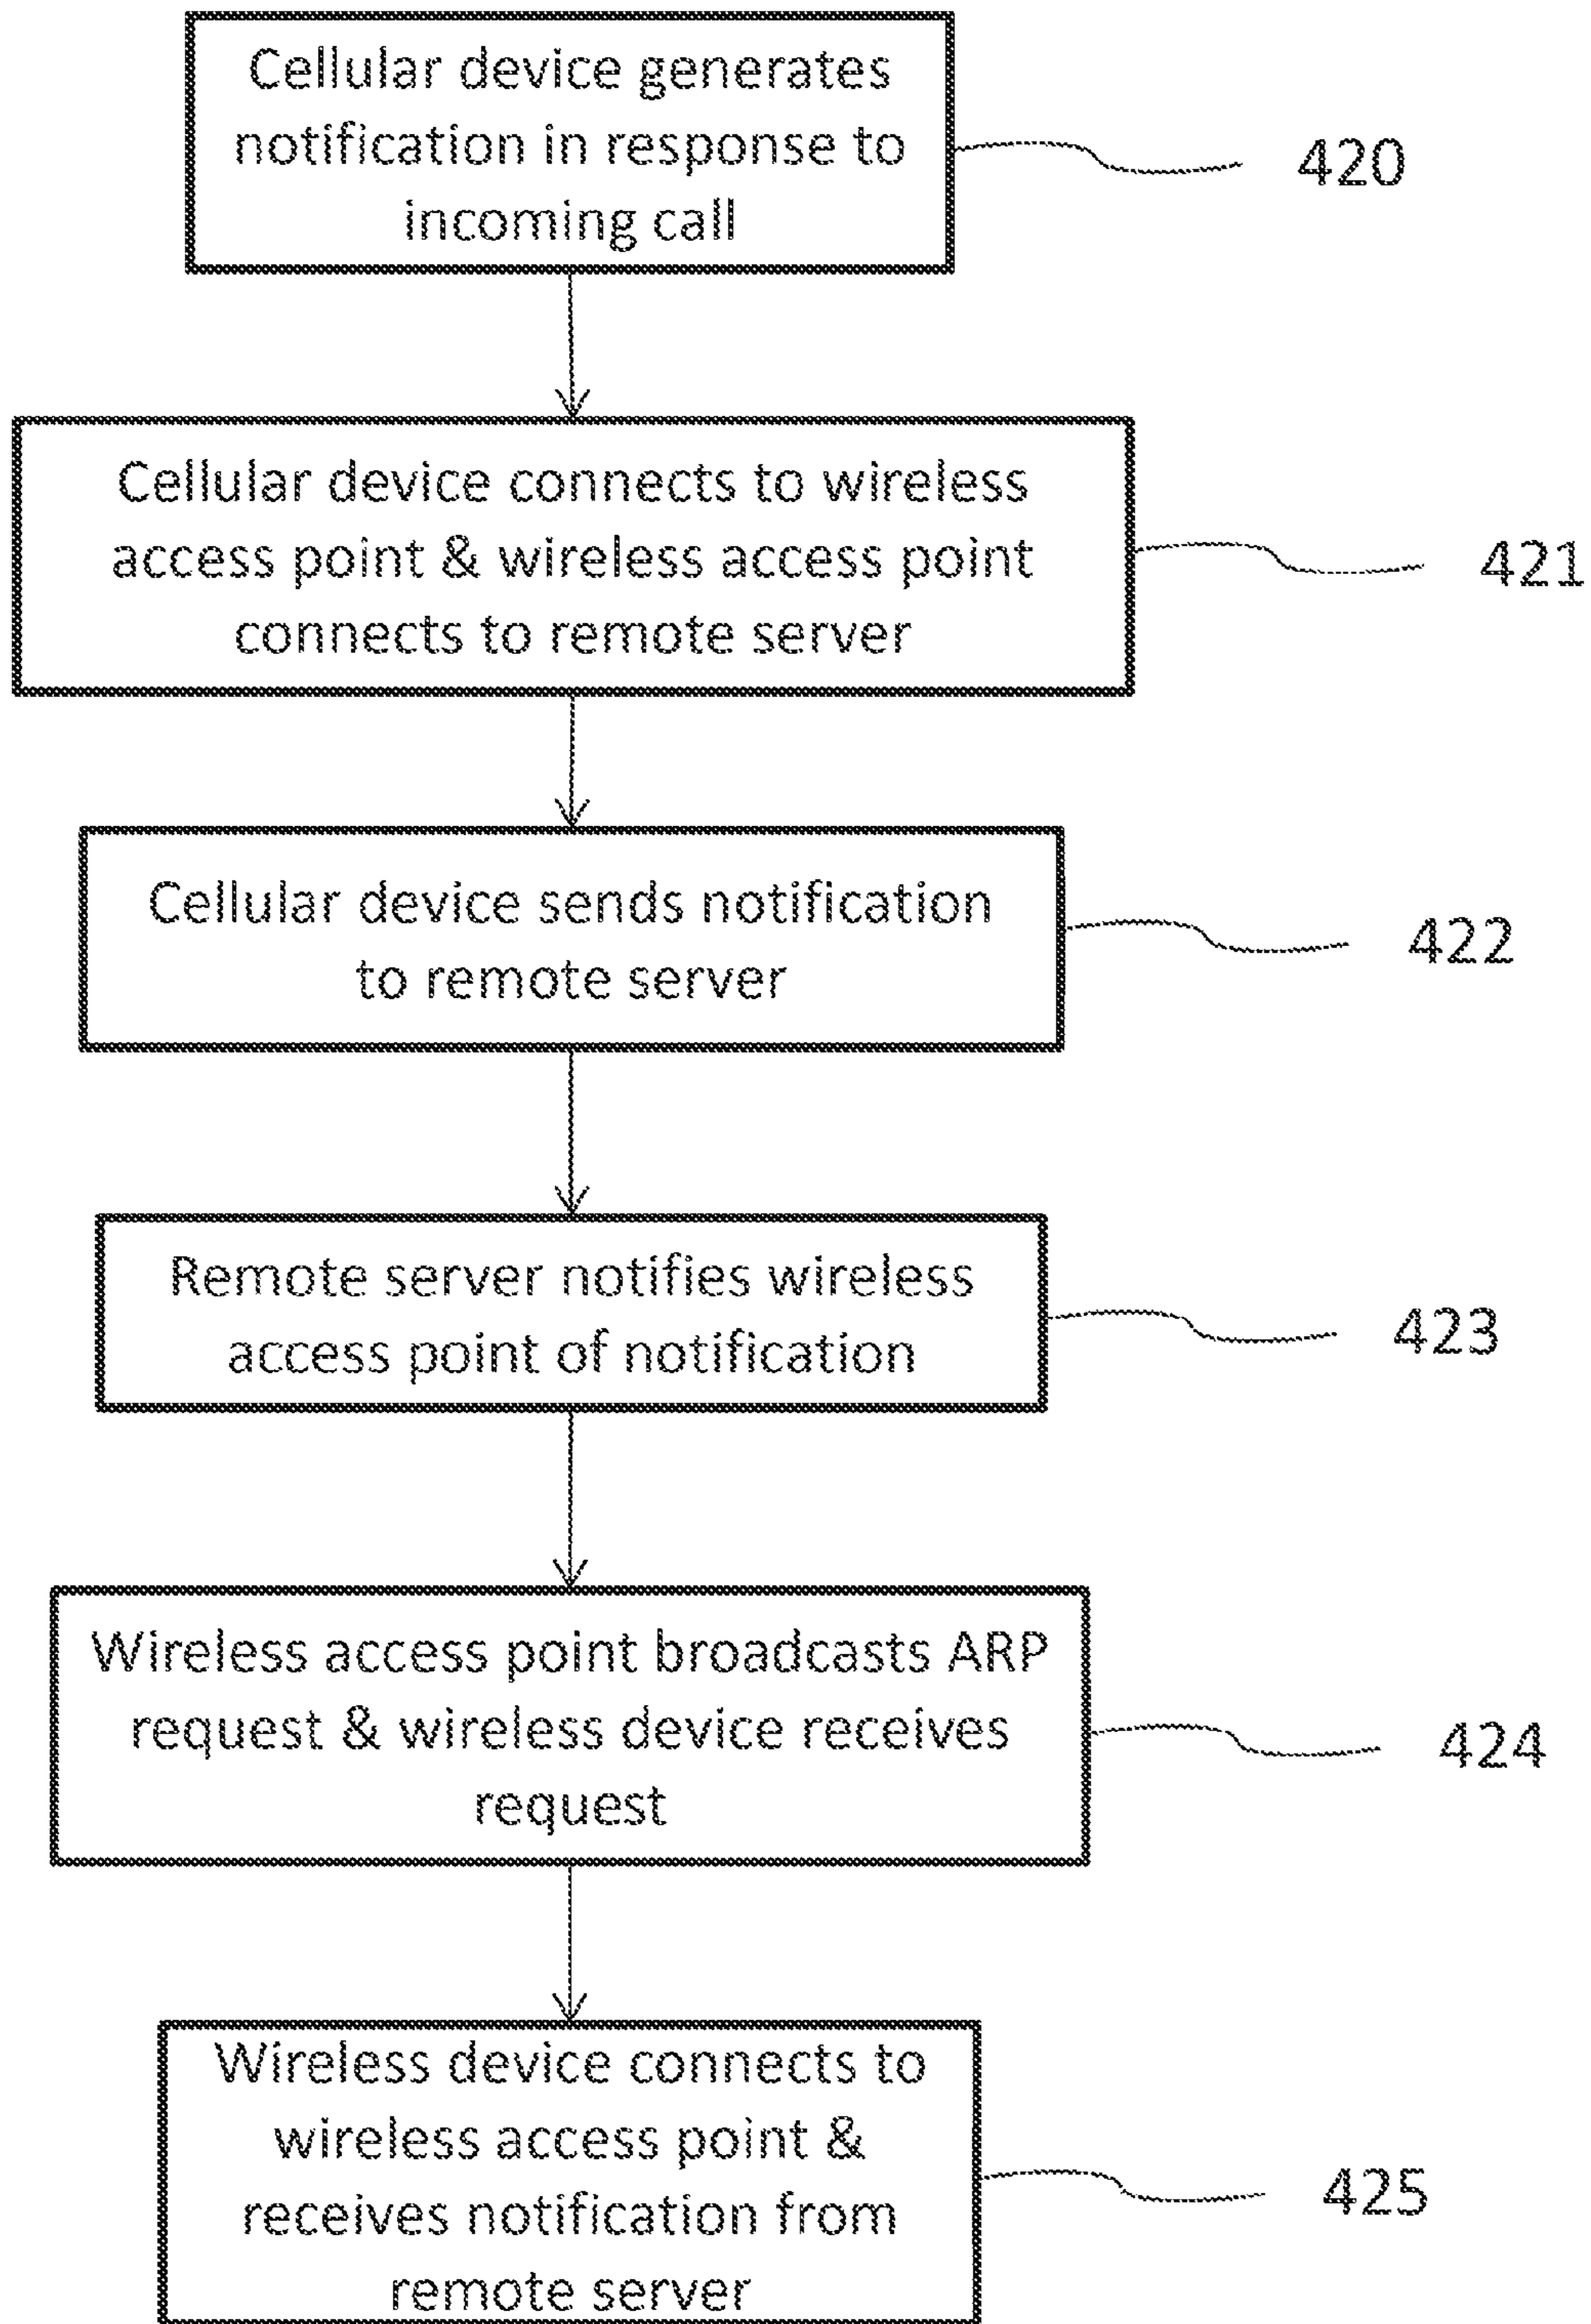 Cellular device generates
notification in response to
incoming call
420
Cellular device connects to wireless
access point & wireless access point
connects to remote server
421
Cellular device sends notification
to remote server
422
Remote server notifies wireless
access point of notification
423
Wireless access point broadcasts ARP
request & wireless device receives
request
424
Wireless device connects to
wireless access point &
receives notification from
remote server
425